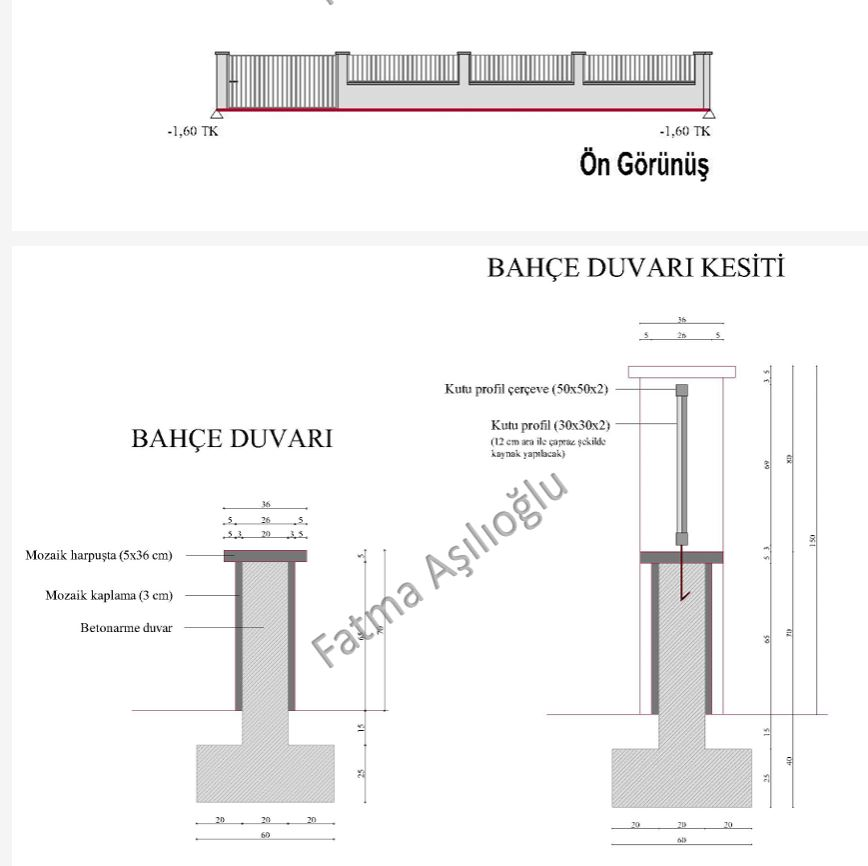 -1,60 TK
-1,60 TK
Ön Görünüş
BAHÇE DUVARI KESİTİ
36
5 26 5
Kutu profil çerçeve (50x50x2)
Kutu profil (30x30x2)
(12 cm ara ile çapraz şekilde
kaynak yapılacak)
3 5
69
80
150
5 3
65
70
15
40
25
20 20 20
60
BAHÇE DUVARI
36
5 26 5
5 3 20 3 5
Mozaik harpuşta (5x36 cm)
Mozaik kaplama (3 cm)
Betonarme duvar
5
65
70
15
25
20 20 20
60
Fatma Aşılıoğlu